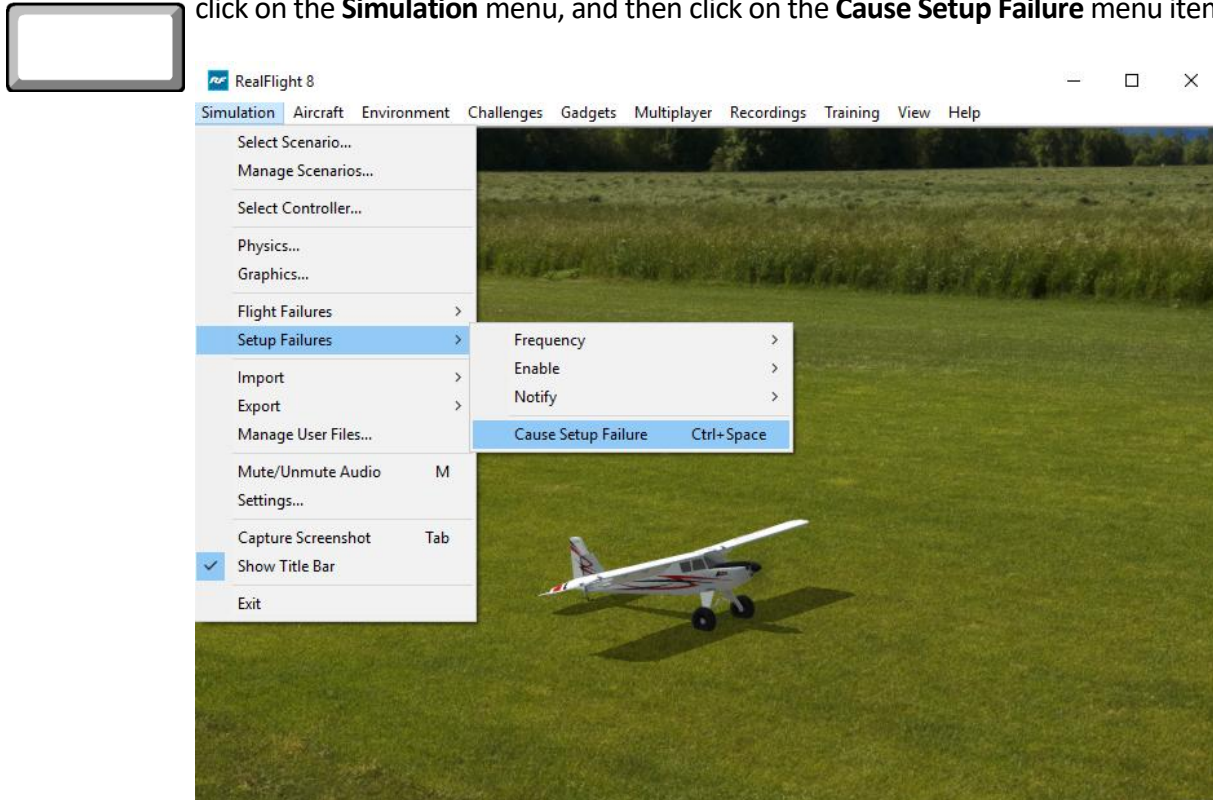 click on the Simulation menu, and then click on the Cause Setup Failure menu item
RealFlight 8
Simulation Aircraft Environment Challenges Gadgets Multiplayer Recordings Training View Help
Select Scenario...
Manage Scenarios...
Select Controller...
Physics...
Graphics...
Flight Failures >
Setup Failures >
Frequency >
Enable >
Notify >
Cause Setup Failure Ctrl+Space
Import >
Export >
Manage User Files...
Mute/Unmute Audio M
Settings...
Capture Screenshot Tab
Show Title Bar
Exit